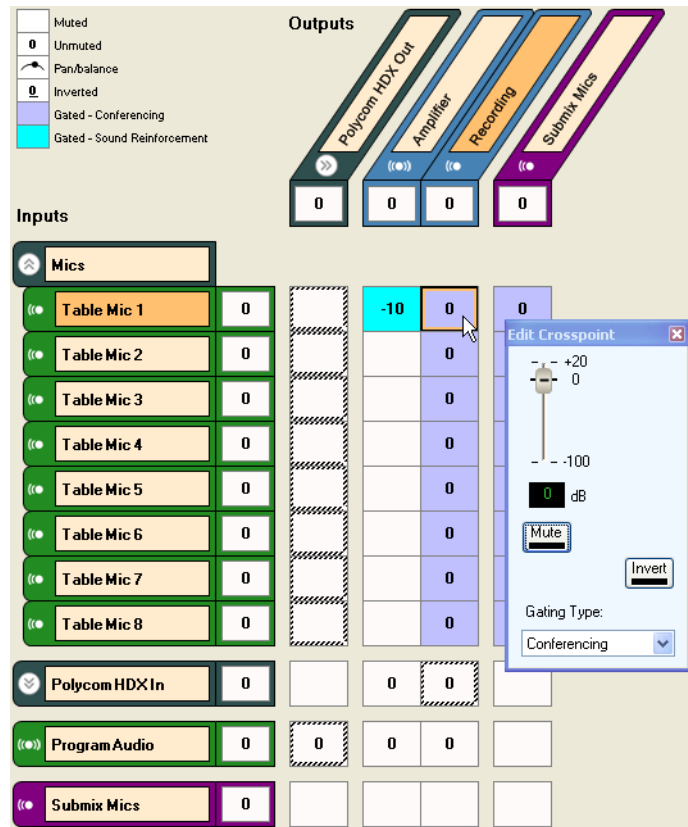 Muted
0 Unmuted
Pan/balance
0 Inverted
Gated - Conferencing
Gated - Sound Reinforcement
Outputs
Polycom HDX Out
Amplifier
Recording
Submix Mics
0 0 0 0
Inputs
Mics
Table Mic 1 0 -10 0 0
Table Mic 2 0 0
Table Mic 3 0 0
Table Mic 4 0 0
Table Mic 5 0 0
Table Mic 6 0 0
Table Mic 7 0 0
Table Mic 8 0 0
Edit Crosspoint
+20
0
-100
0 dB
Mute
Invert
Gating Type:
Conferencing
Polycom HDX In 0 0 0
Program Audio 0 0 0 0
Submix Mics 0